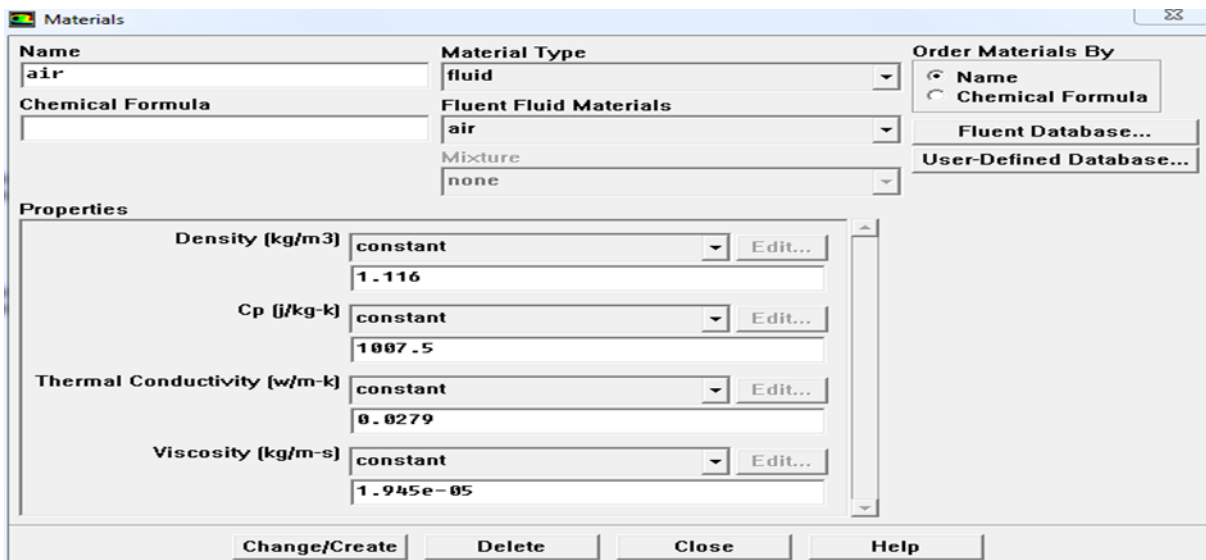 Materials
Name
air
Chemical Formula
Material Type
fluid
Fluent Fluid Materials
air
Mixture
none
Order Materials By
Name
Chemical Formula
Fluent Database...
User-Defined Database...
Properties
Density (kg/m3) constant Edit...
1.116
Cp (j/kg-k) constant Edit...
1007.5
Thermal Conductivity (w/m-k) constant Edit...
0.0279
Viscosity (kg/m-s) constant Edit...
1.945e-05
Change/Create Delete Close Help